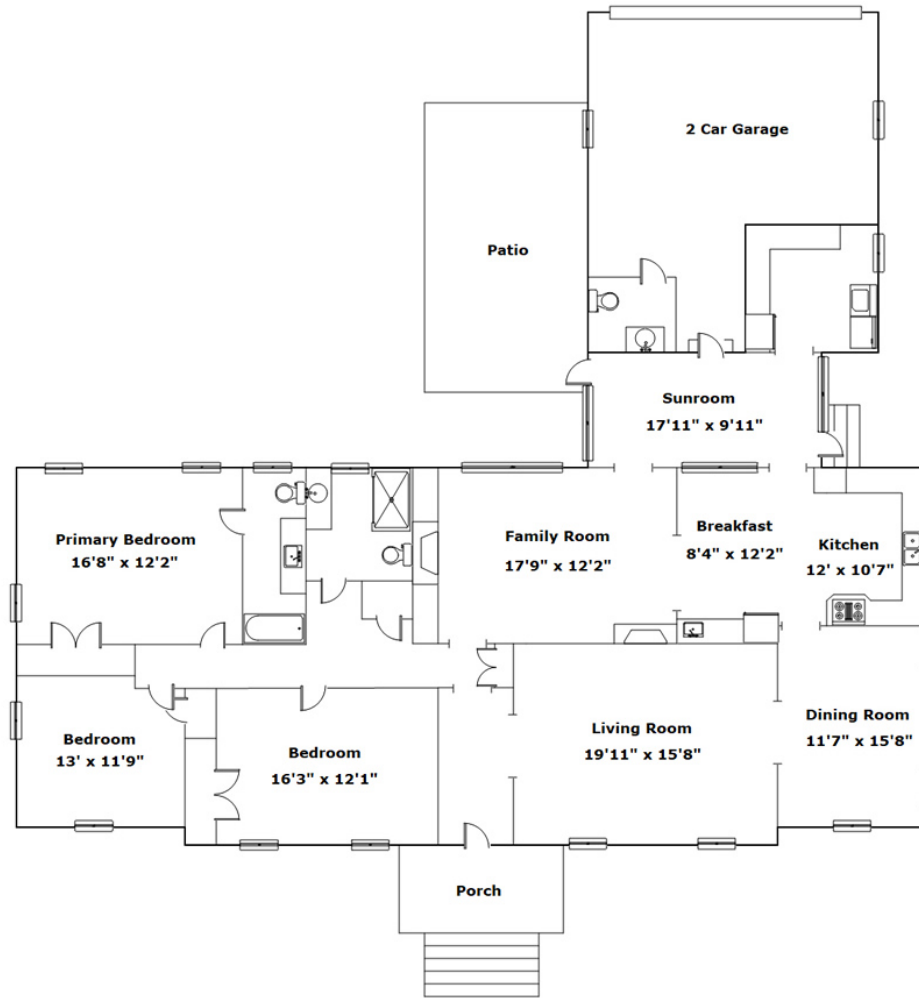 2 Car Garage
Patio
Sunroom
17'11" x 9'11"
Primary Bedroom
16'8" x 12'2"
Family Room
17'9" x 12'2"
Breakfast
8'4" x 12'2"
Kitchen
12' x 10'7"
Bedroom
13' x 11'9"
Bedroom
16'3" x 12'1"
Living Room
19'11" x 15'8"
Dining Room
11'7" x 15'8"
Porch